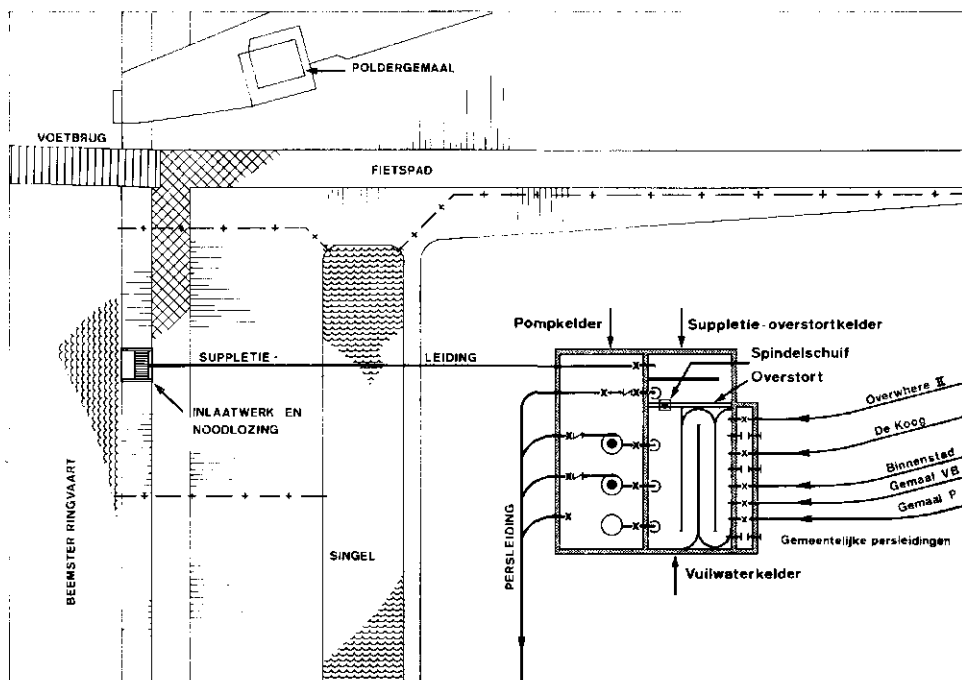 POLDERGEMAAL
VOETBRUG
FIETSPAD
Pompkelder
Suppletie-overstortkelder
SUPPLETIE-
LEIDING
Spindelschuif
Overstort
INLAATWERK EN
NOODLOZING
Overwhere II
De Koog
Binnenstad
Gemaal VB
Gemaal P
Gemeentelijke persleidingen
BEEMSTER RINGVAART
SINGEL
PERSLEIDING
Vuilwaterkelder